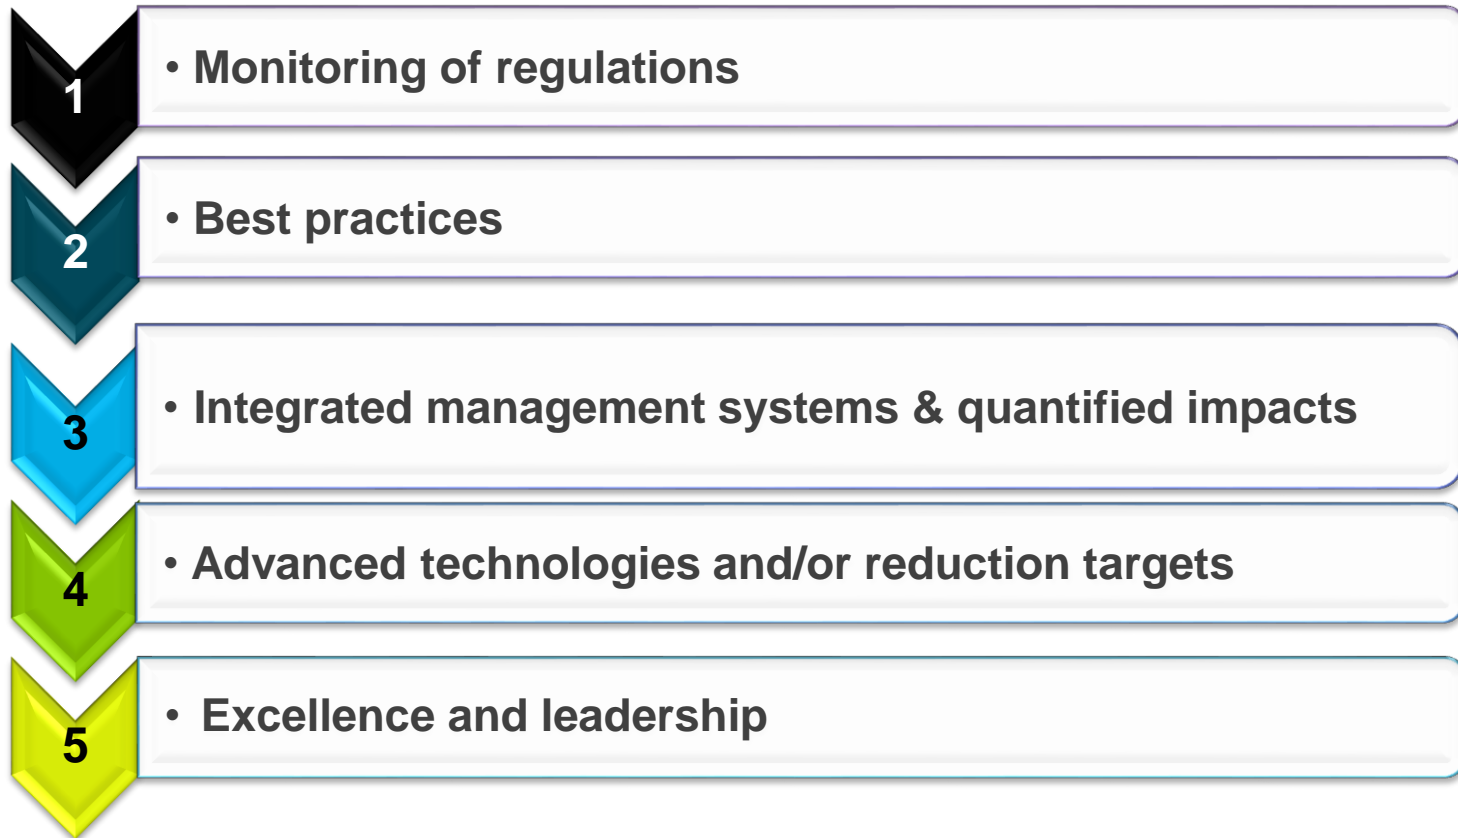 1
• Monitoring of regulations
2
• Best practices
3
• Integrated management systems & quantified impacts
4
• Advanced technologies and/or reduction targets
5
• Excellence and leadership